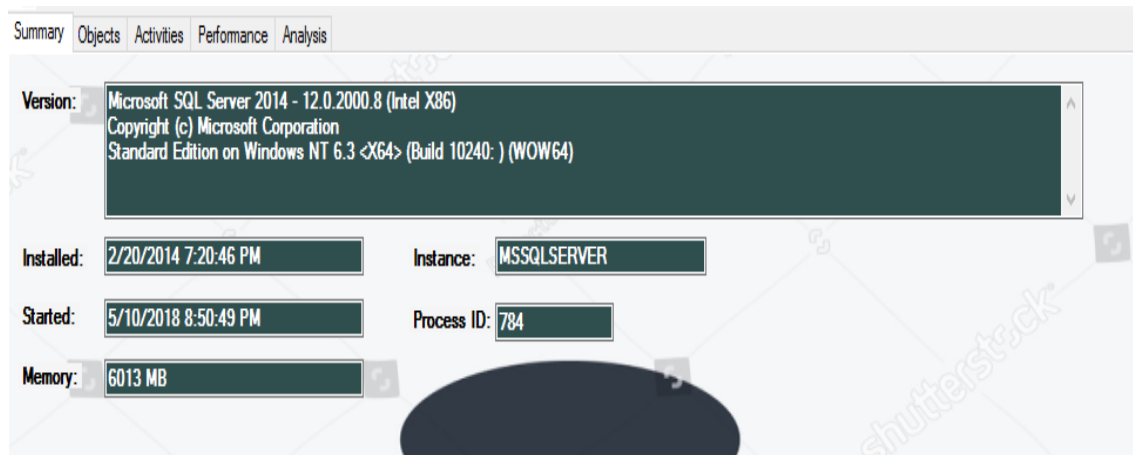 Summary Objects Activities Performance Analysis
Version: Microsoft SQL Server 2014 - 12.0.2000.8 (Intel X86)
Copyright (c) Microsoft Corporation
Standard Edition on Windows NT 6.3 <X64> (Build 10240: ) (WOW64)
Installed: 2/20/2014 7:20:46 PM Instance: MSSQLSERVER
Started: 5/10/2018 8:50:49 PM Process ID: 784
Memory: 6013 MB
shutterstock